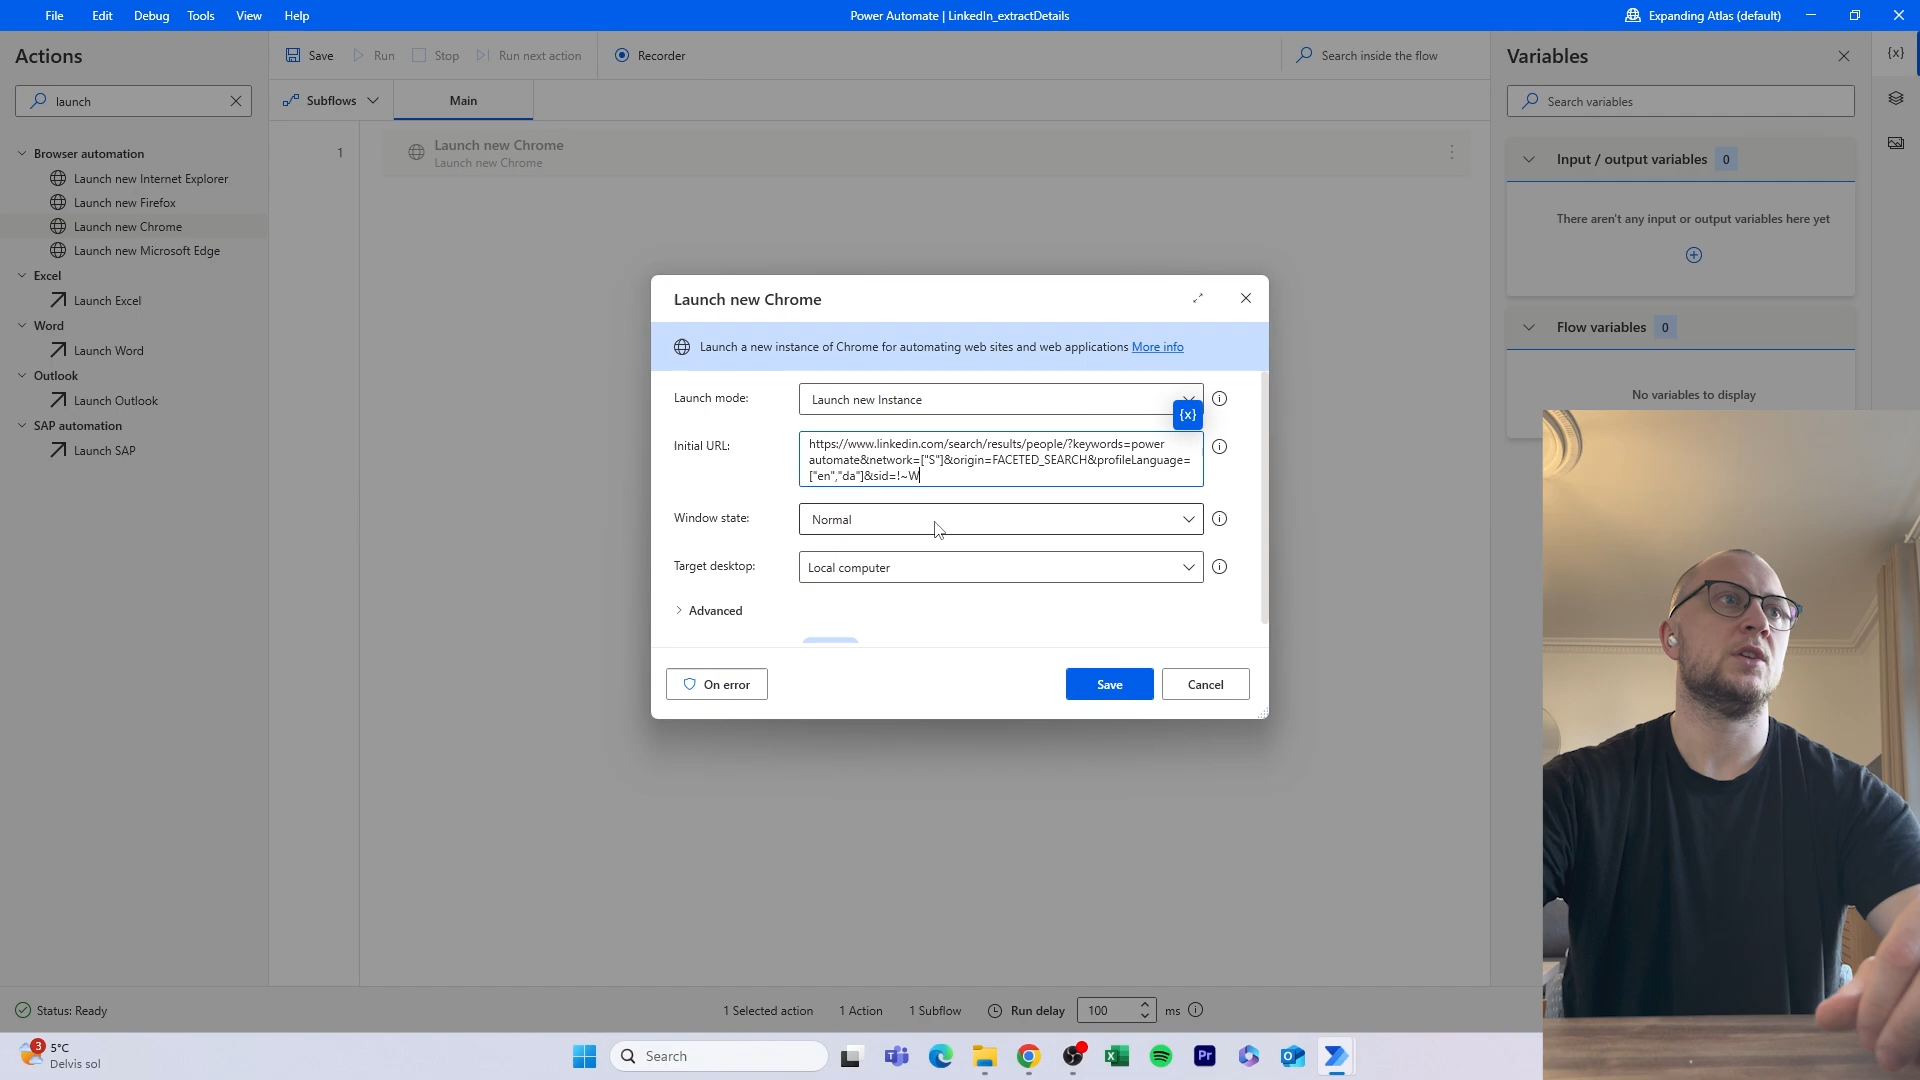 File Edit Debug Tools View Help
Power Automate | LinkedIn_extractDetails
Expanding Atlas (default)
Actions
launch
Browser automation
Launch new Internet Explorer
Launch new Firefox
Launch new Chrome
Launch new Microsoft Edge
Excel
Launch Excel
Word
Launch Word
Outlook
Launch Outlook
SAP automation
Launch SAP
Save Run Stop Run next action Recorder
Search inside the flow
Subflows Main
1
Launch new Chrome
Launch new Chrome
Launch new Chrome
Launch a new instance of Chrome for automating web sites and web applications More info
Launch mode: Launch new Instance
{x}
Initial URL: https://www.linkedin.com/search/results/people/?keywords=power
automate&network=["S"]&origin=FACETED_SEARCH&profileLanguage=
["en","da"]&sid=!~W
Window state: Normal
Target desktop: Local computer
Advanced
On error Save Cancel
Variables
{x}
Search variables
Input / output variables 0
There aren't any input or output variables here yet
Flow variables 0
No variables to display
Status: Ready
1 Selected action 1 Action 1 Subflow Run delay 100 ms
3
5°C
Delvis sol
Search
Pr